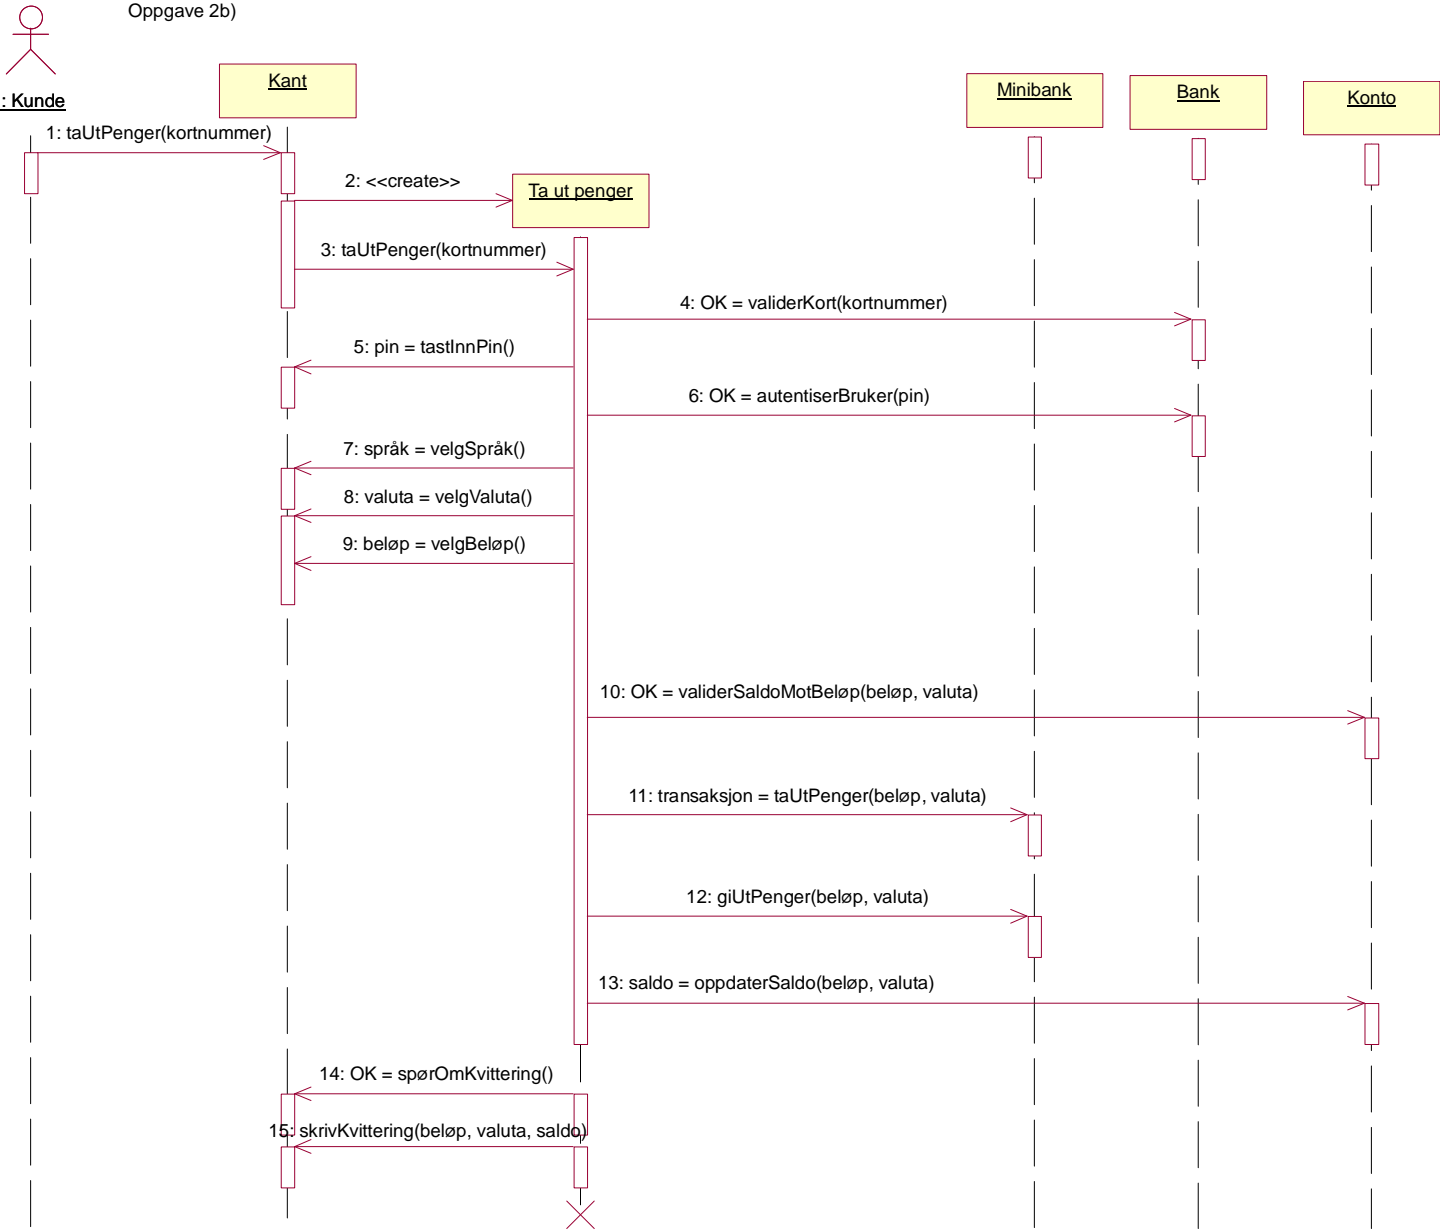 Oppgave 2b)
: Kunde
Kant
Minibank
Bank
Konto
1: taUtPenger(kortnummer)
2: <<create>>
Ta ut penger
3: taUtPenger(kortnummer)
4: OK = validerKort(kortnummer)
5: pin = tastInnPin()
6: OK = autentiserBruker(pin)
7: språk = velgSpråk()
8: valuta = velgValuta()
9: beløp = velgBeløp()
10: OK = validerSaldoMotBeløp(beløp, valuta)
11: transaksjon = taUtPenger(beløp, valuta)
12: giUtPenger(beløp, valuta)
13: saldo = oppdaterSaldo(beløp, valuta)
14: OK = spørOmKvittering()
15: skrivKvittering(beløp, valuta, saldo)